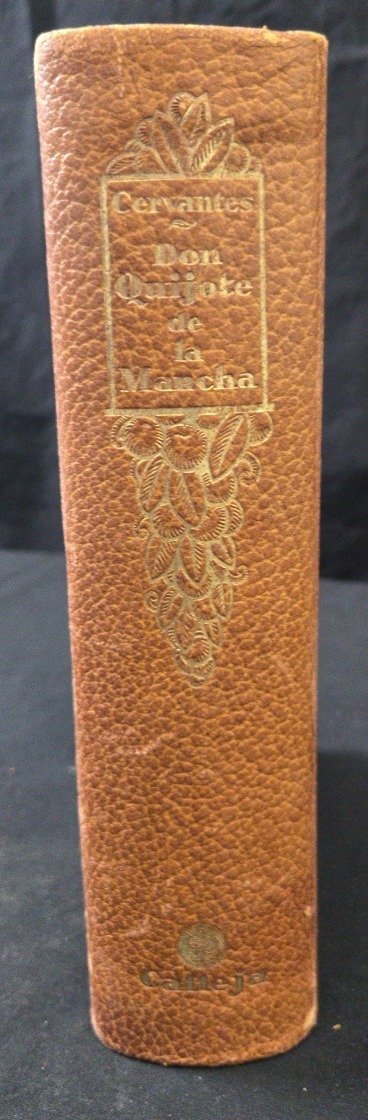 Cervantes
Don
Quijote
de
la
Mancha
Calleja